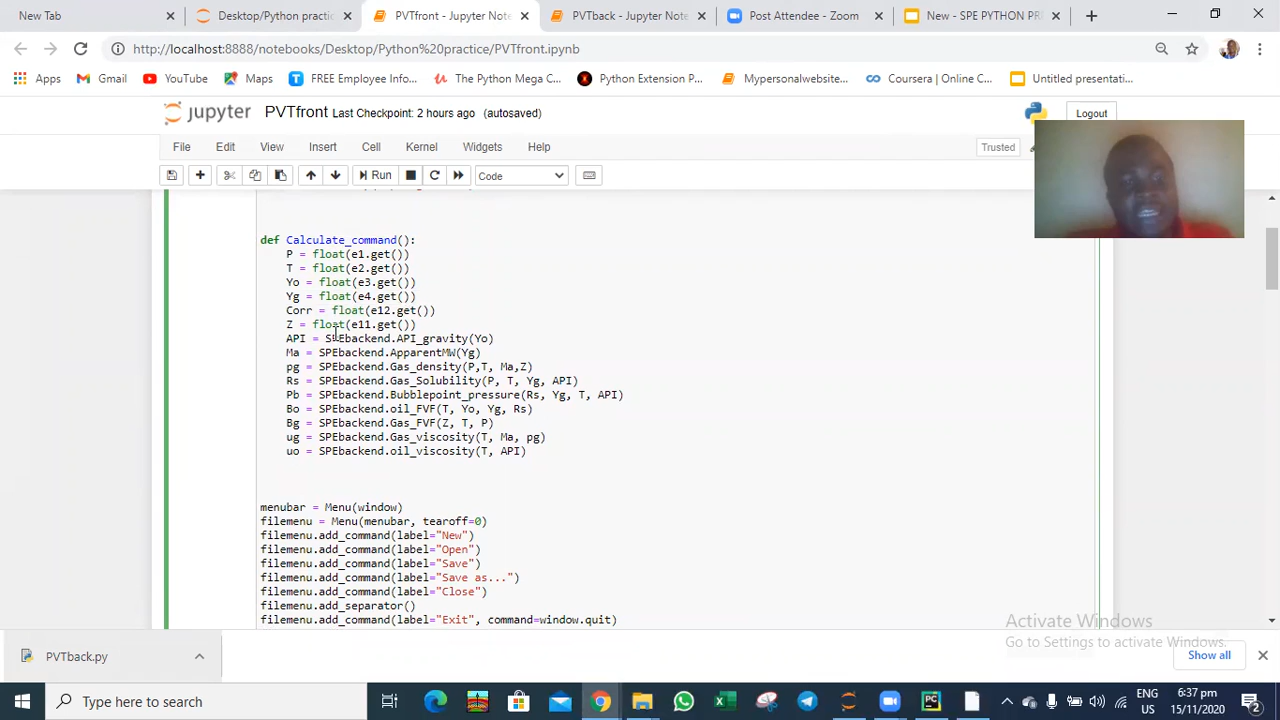 New Tab
Desktop/Python practic
PVTfront - Jupyter Note
PVTback - Jupyter Note
Post Attendee - Zoom
New - SPE PYTHON PR
http://localhost:8888/notebooks/Desktop/Python%20practice/PVTfront.ipynb
Apps
Gmail
YouTube
Maps
FREE Employee Info...
The Python Mega C...
Python Extension P...
Mypersonalwebsite...
Coursera | Online C...
Untitled presentati...
jupyter PVTfront Last Checkpoint: 2 hours ago (autosaved)
Logout
File Edit View Insert Cell Kernel Widgets Help
Trusted
Run
Code
def Calculate_command():
P = float(e1.get())
T = float(e2.get())
Yo = float(e3.get())
Yg = float(e4.get())
Corr = float(e12.get())
Z = float(e11.get())
API = SPEbackend.API_gravity(Yo)
Ma = SPEbackend.ApparentMW(Yg)
pg = SPEbackend.Gas_density(P,T, Ma,Z)
Rs = SPEbackend.Gas_Solubility(P, T, Yg, API)
Pb = SPEbackend.Bubblepoint_pressure(Rs, Yg, T, API)
Bo = SPEbackend.oil_FVF(T, Yo, Yg, Rs)
Bg = SPEbackend.Gas_FVF(Z, T, P)
ug = SPEbackend.Gas_viscosity(T, Ma, pg)
uo = SPEbackend.oil_viscosity(T, API)
menubar = Menu(window)
filemenu = Menu(menubar, tearoff=0)
filemenu.add_command(label="New")
filemenu.add_command(label="Open")
filemenu.add_command(label="Save")
filemenu.add_command(label="Save as...")
filemenu.add_command(label="Close")
filemenu.add_separator()
filemenu.add_command(label="Exit", command=window.quit)
Activate Windows
Go to Settings to activate Windows.
PVTback.py
Show all
Type here to search
ENG
US
6:37 pm
15/11/2020
2